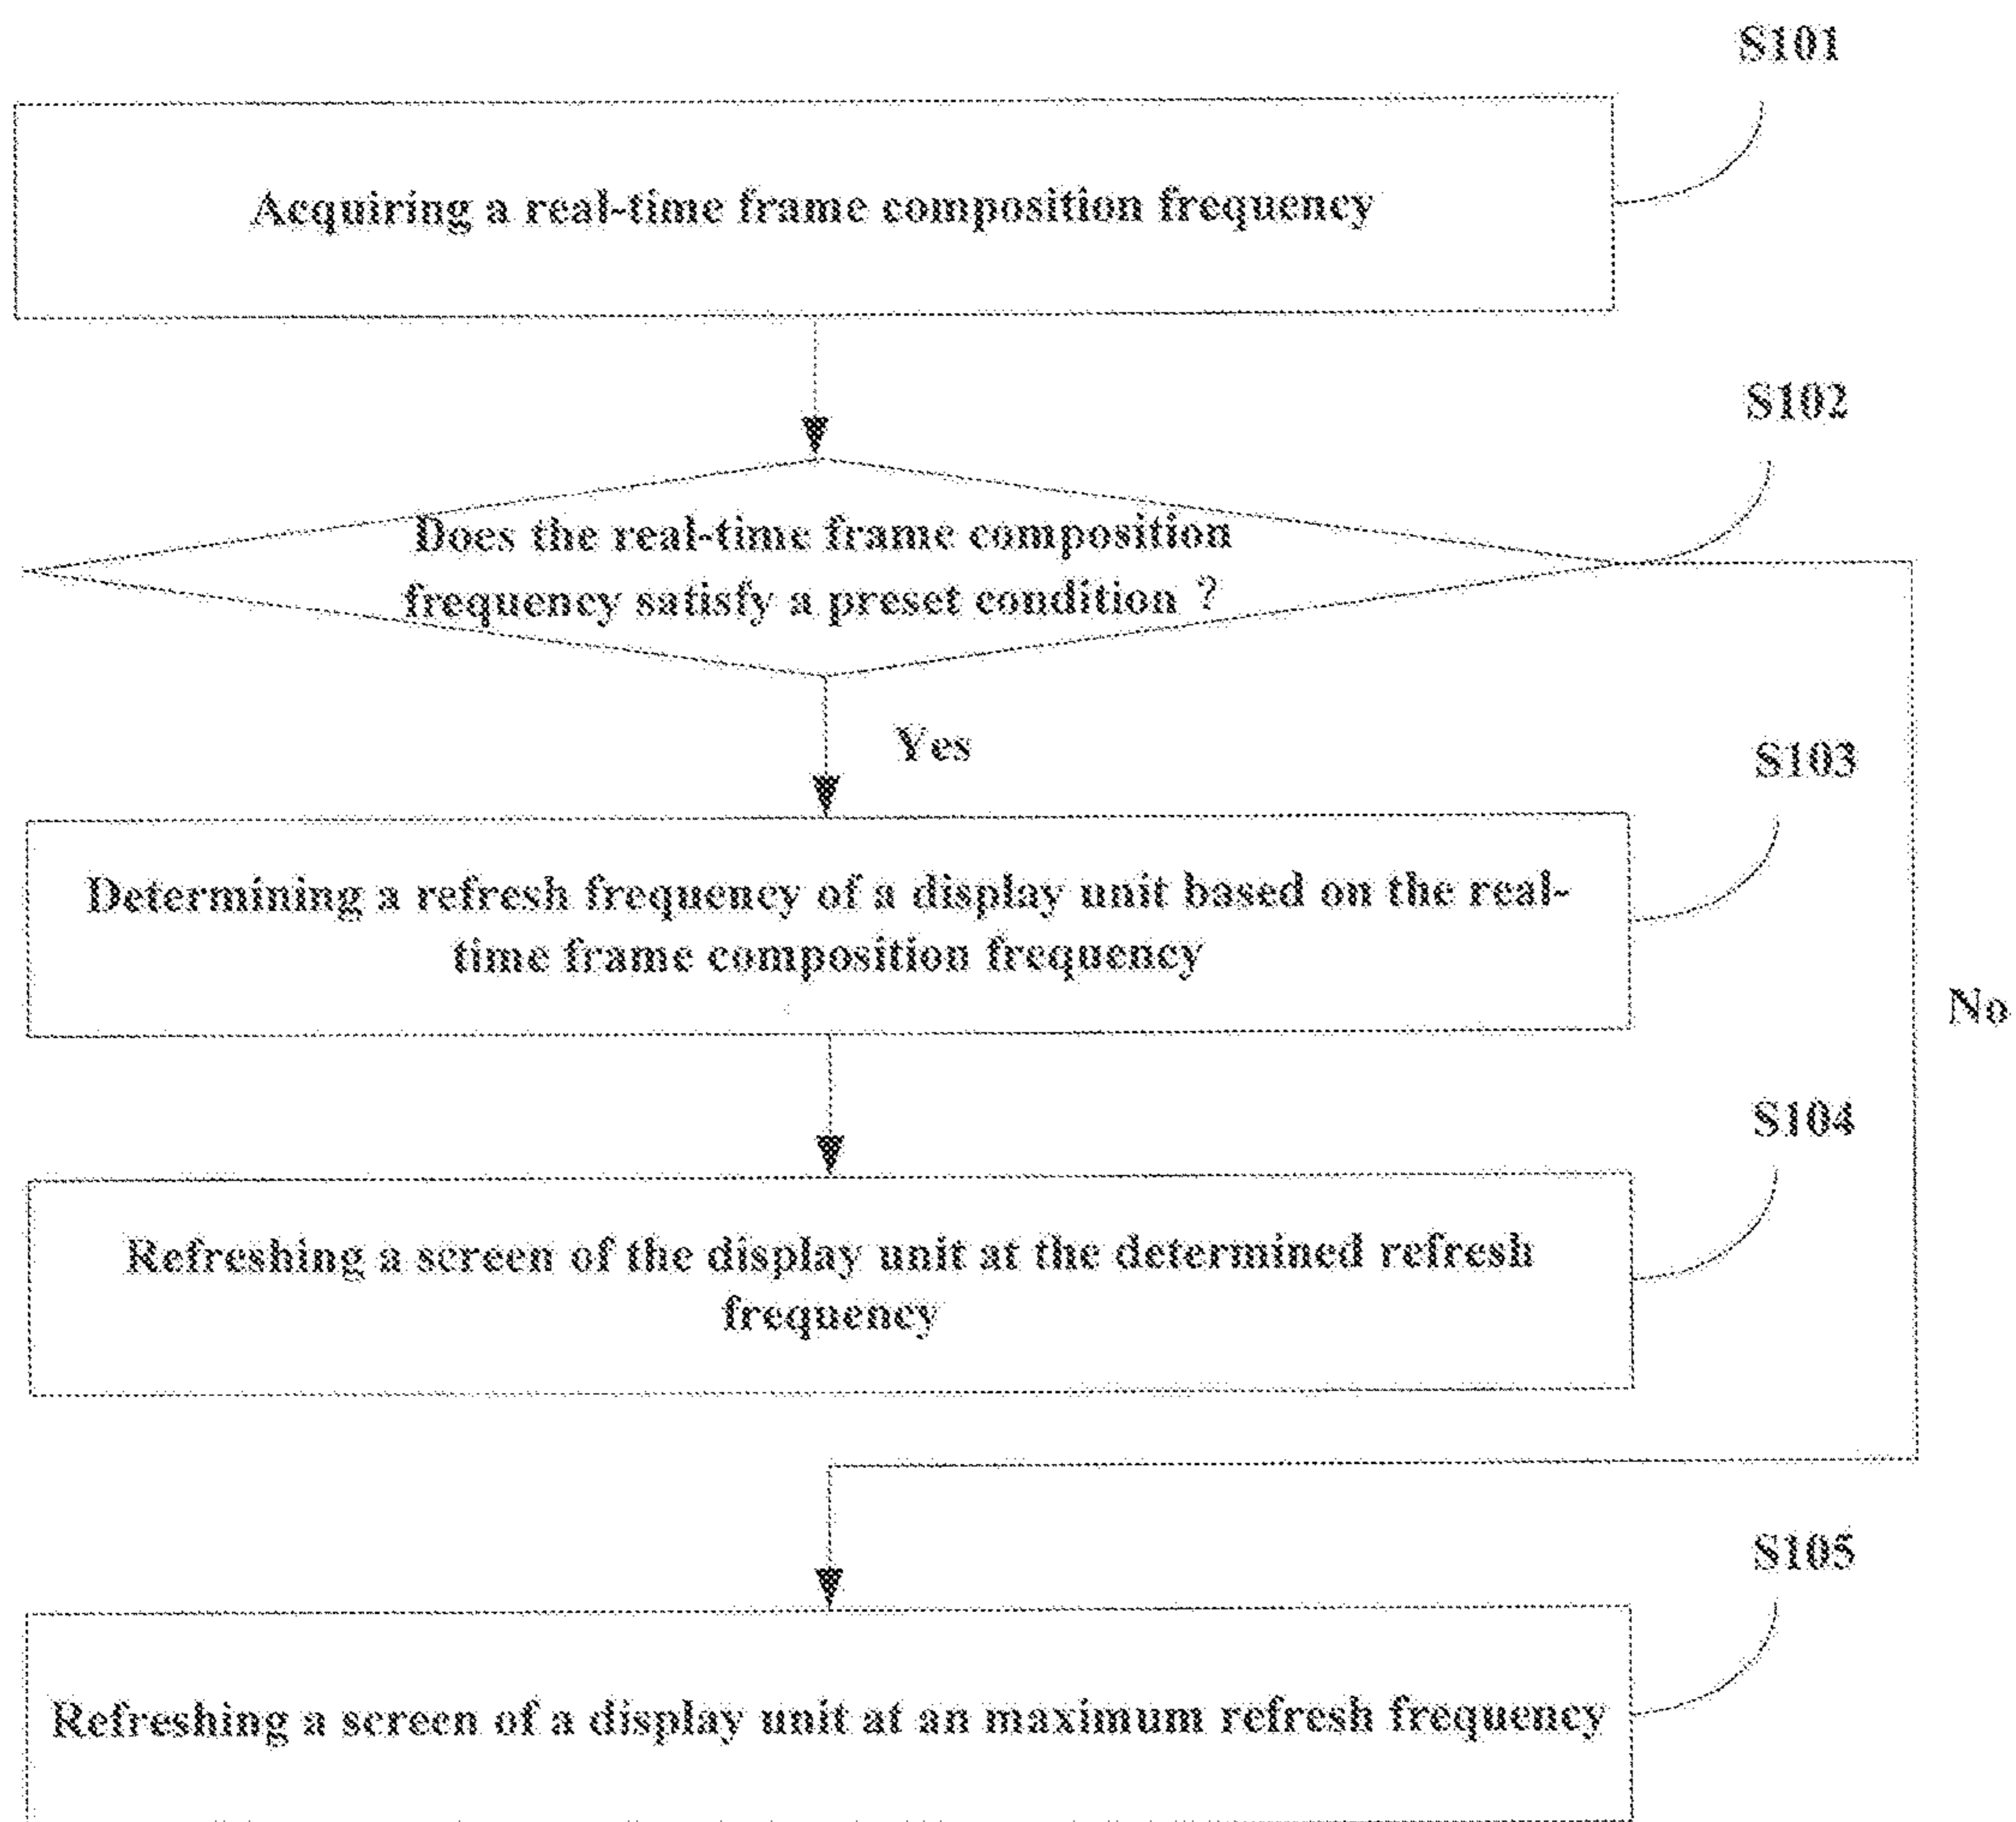 S101
Acquiring a real-time frame composition frequency
S102
Does the real-time frame composition
frequency satisfy a preset condition ?
Yes
S103
Determining a refresh frequency of a display unit based on the real-
time frame composition frequency
No
S104
Refreshing a screen of the display unit at the determined refresh
frequency
S105
Refreshing a screen of a display unit at an maximum refresh frequency